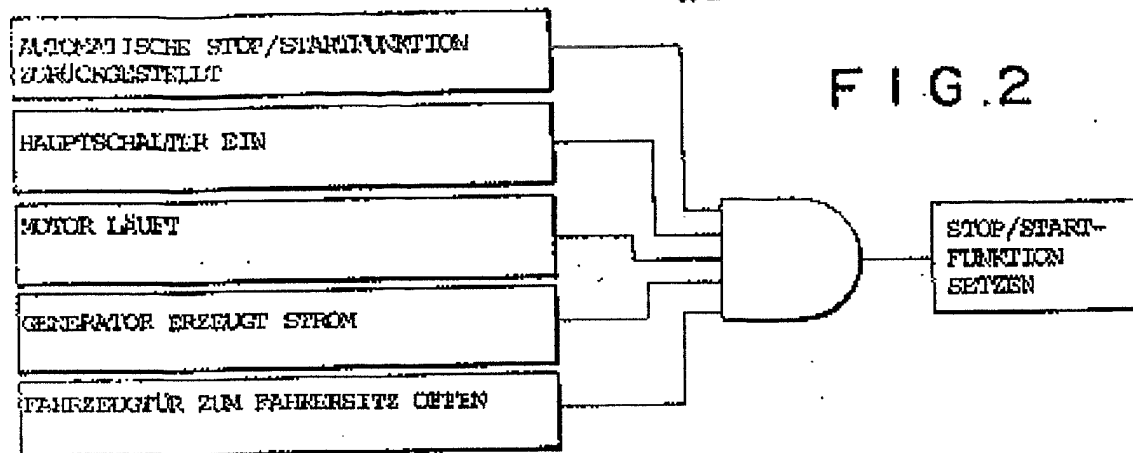 AUTOMATISCHE STOP/STARTFUNKTION
ZURÜCKGESTELLT
FIG.2
HAUPTSCHALTER EIN
MOTOR LÄUFT
STOP/START-
FUNKTION
SETZEN
GENERATOR ERZEUGT STROM
FAHRZEUGTÜR ZUM FAHRERSITZ OFFEN